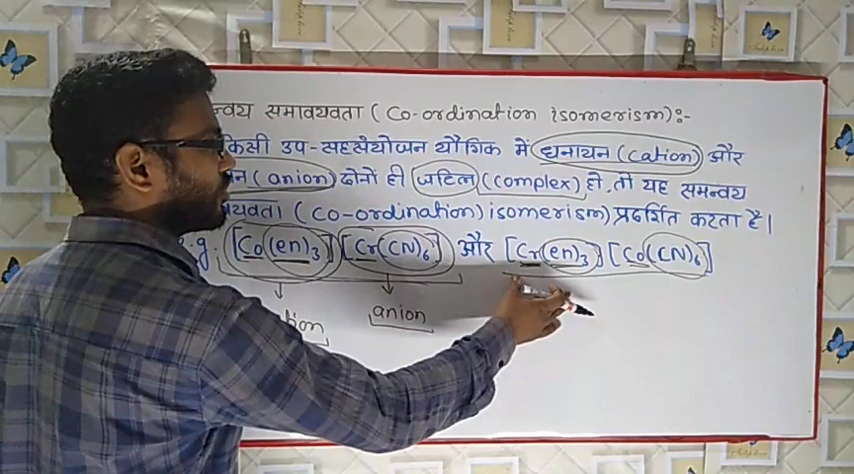 न्वय समावयवता (Co-ordination isomerism):-
किसी उप-सहसंयोजन यौगिक में धनायन (cation) और
न (anion) दोनों ही जटिल (complex) हो, तो यह समन्वय
यवता (co-ordination) isomerism) प्रदर्शित करता है।
.g. [Co(en)3] [Cr(CN)6] और [Cr(en)3] [Co(CN)6]
anion